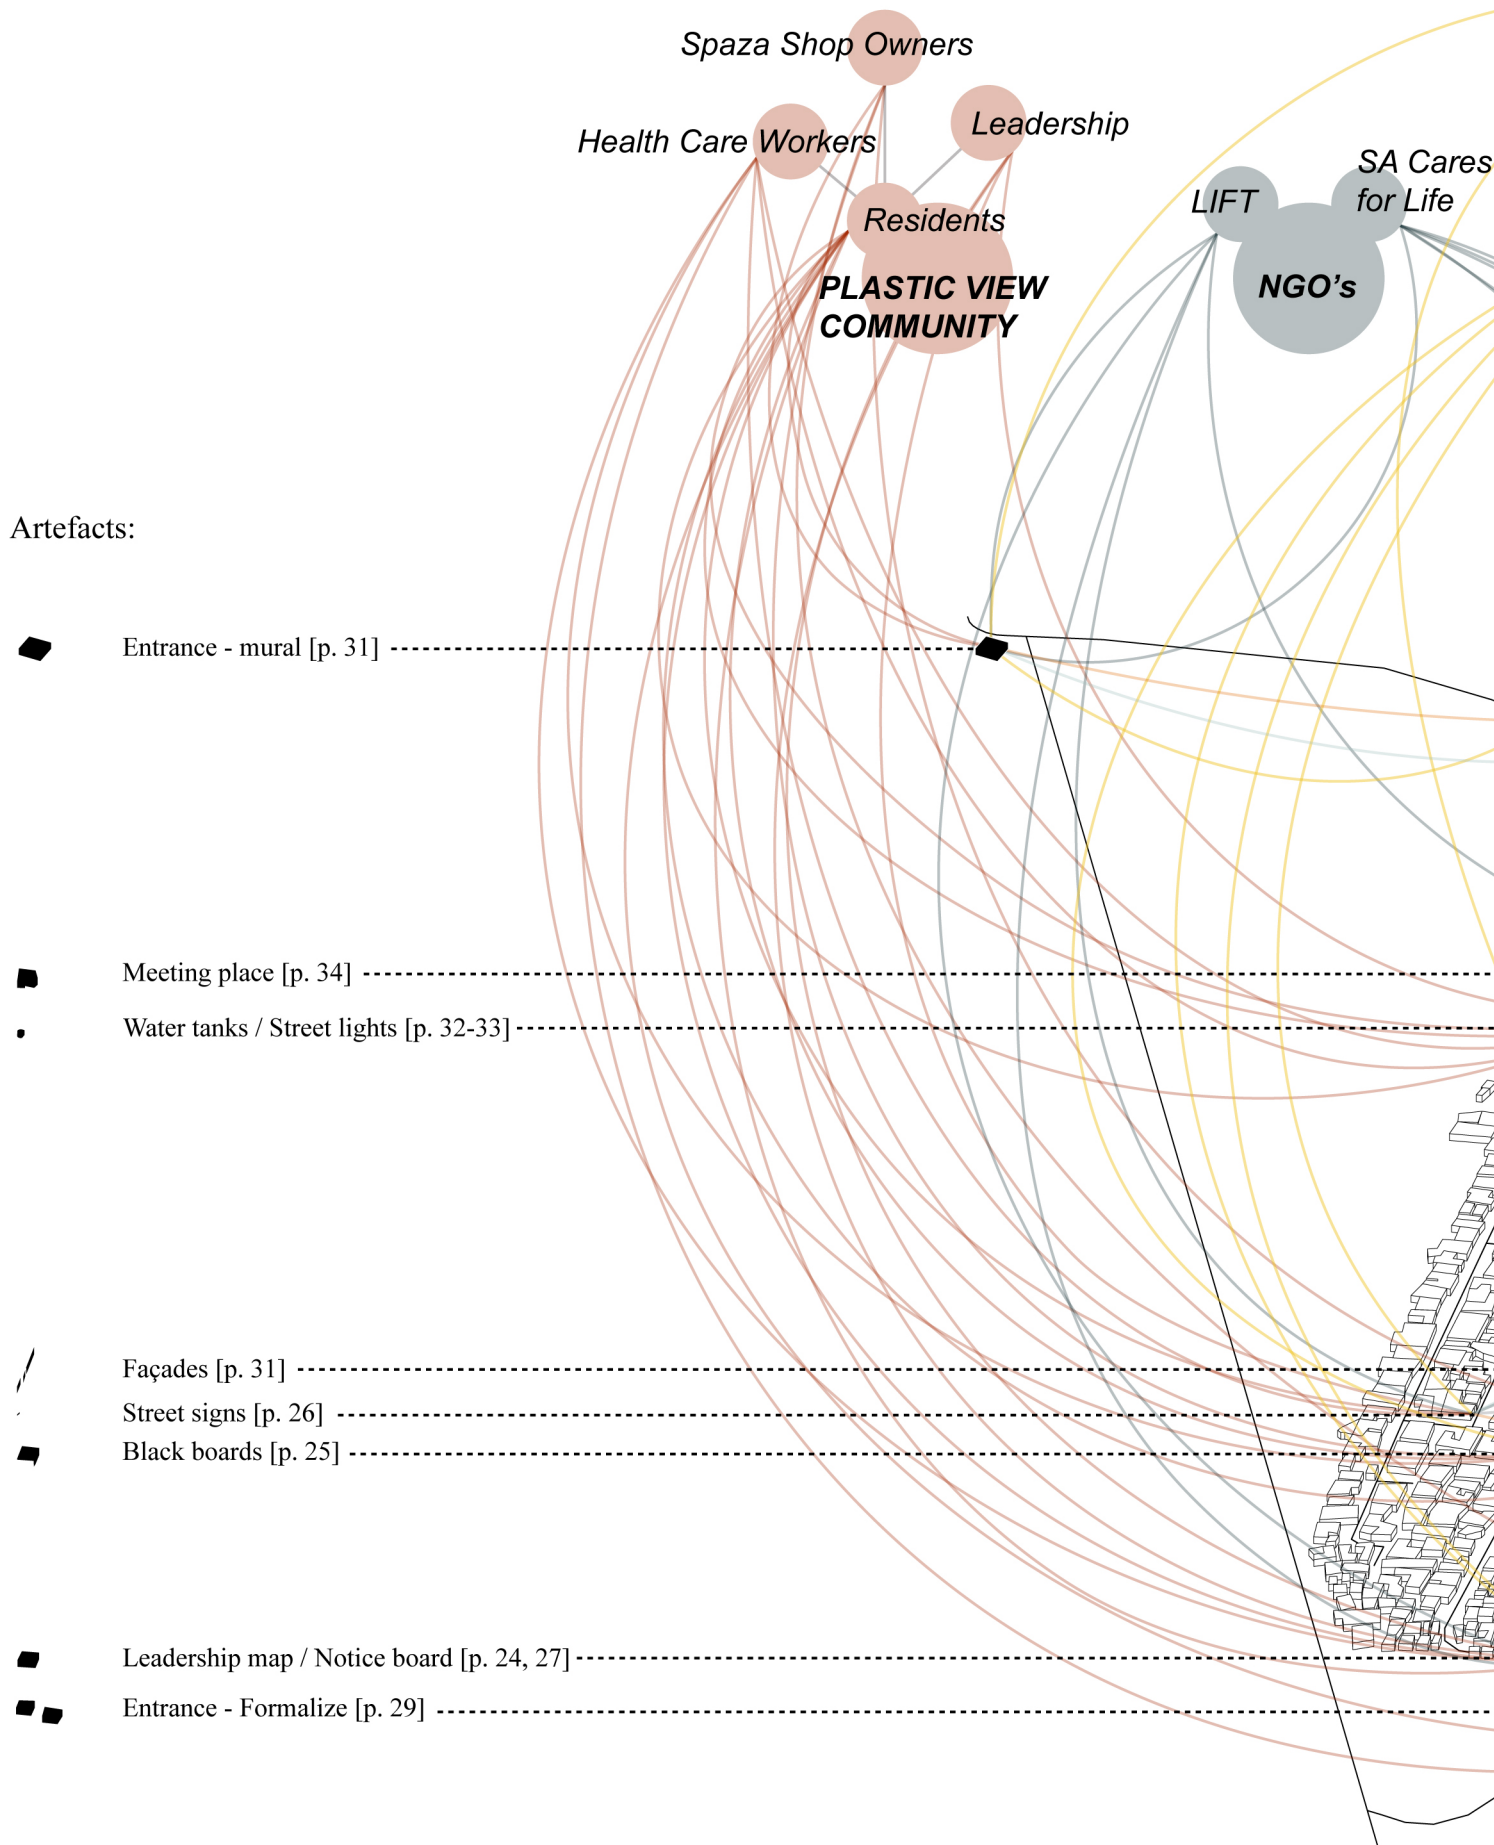 Spaza Shop Owners
Leadership
Health Care Workers
SA Cares
for Life
LIFT
Residents
PLASTIC VIEW
COMMUNITY
NGO’s
Artefacts:
Entrance - mural [p. 31]
Meeting place [p. 34]
Water tanks / Street lights [p. 32-33]
Façades [p. 31]
Street signs [p. 26]
Black boards [p. 25]
Leadership map / Notice board [p. 24, 27]
Entrance - Formalize [p. 29]